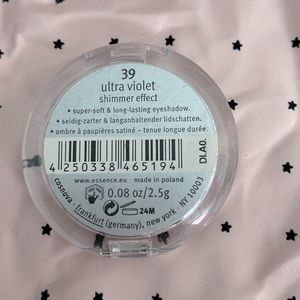 39
ultra violet
shimmer effect
• super-soft & long-lasting eyeshadow.
• seidig-zarter & langanhaltender lidschatten.
• ombre à paupières satiné – tenue longue durée.
DLAO.
4 250338 465194
www.essence.eu made in poland
0.08 oz/2.5g
24M
cosnova - frankfurt (germany), new york - NY 10003